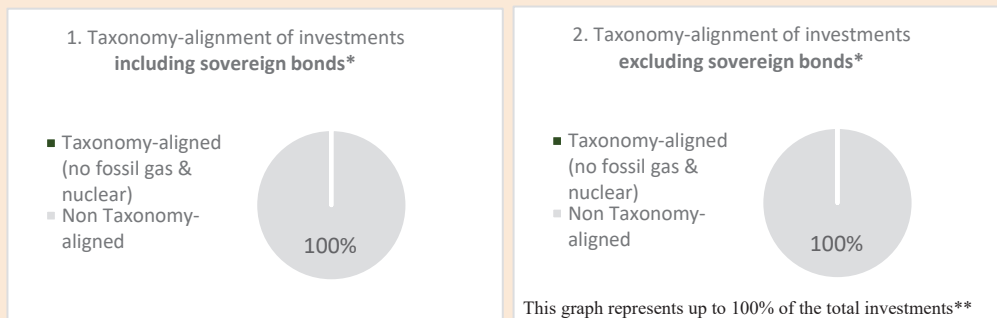 1. Taxonomy-alignment of investments
including sovereign bonds*
Taxonomy-aligned
(no fossil gas &
nuclear)
Non Taxonomy-
aligned
100%
2. Taxonomy-alignment of investments
excluding sovereign bonds*
Taxonomy-aligned
(no fossil gas &
nuclear)
Non Taxonomy-
aligned
100%
This graph represents up to 100% of the total investments**